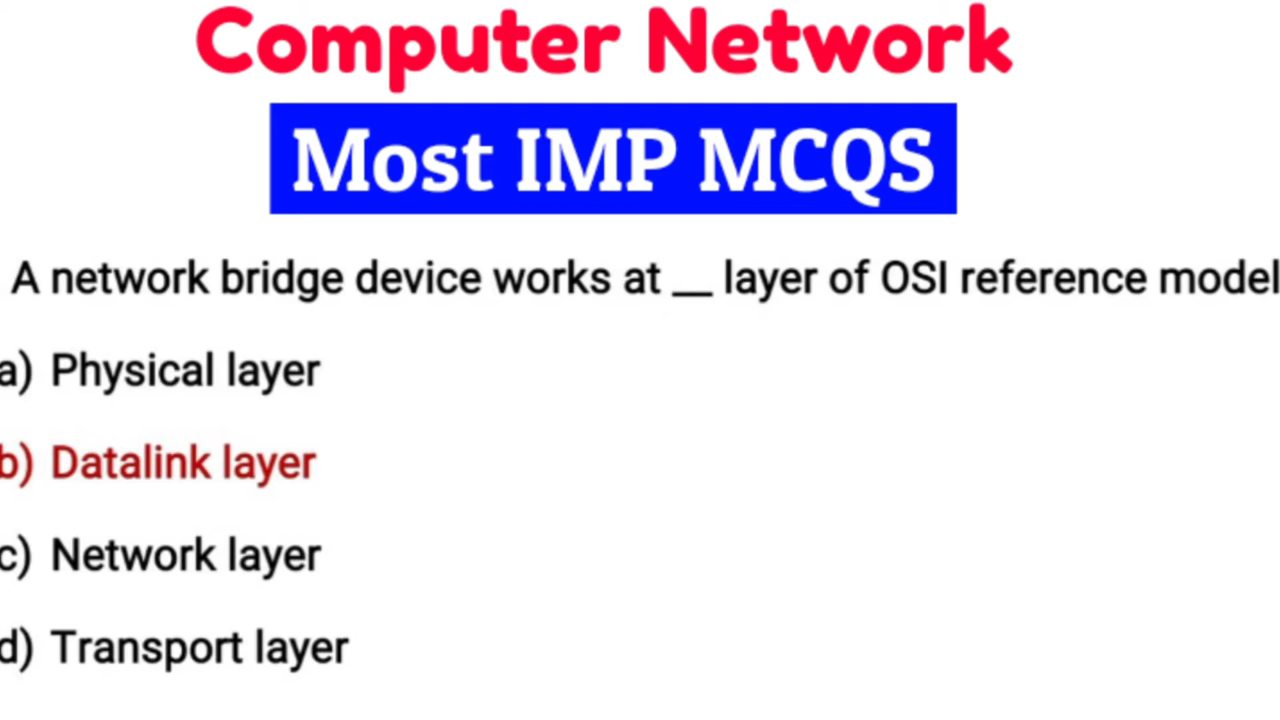 Computer Network
Most IMP MCQS
A network bridge device works at __ layer of OSI reference model
a) Physical layer
b) Datalink layer
c) Network layer
d) Transport layer